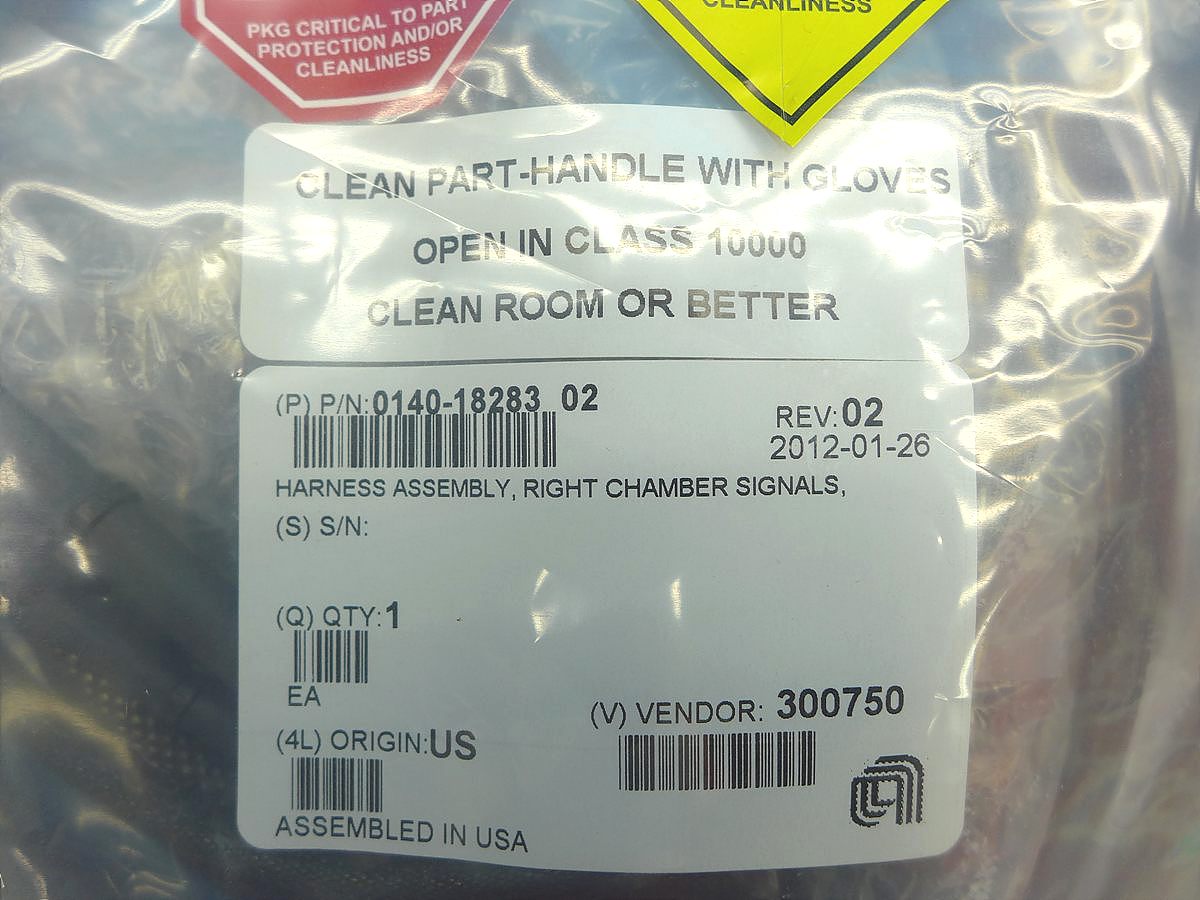 PKG CRITICAL TO PART
PROTECTION AND/OR
CLEANLINESS
CLEANLINESS
CLEAN PART-HANDLE WITH GLOVES
OPEN IN CLASS 10000
CLEAN ROOM OR BETTER
(P) P/N:0140-18283 02
REV:02
2012-01-26
HARNESS ASSEMBLY, RIGHT CHAMBER SIGNALS,
(S) S/N:
(Q) QTY:1
EA
(V) VENDOR: 300750
(4L) ORIGIN:US
ASSEMBLED IN USA